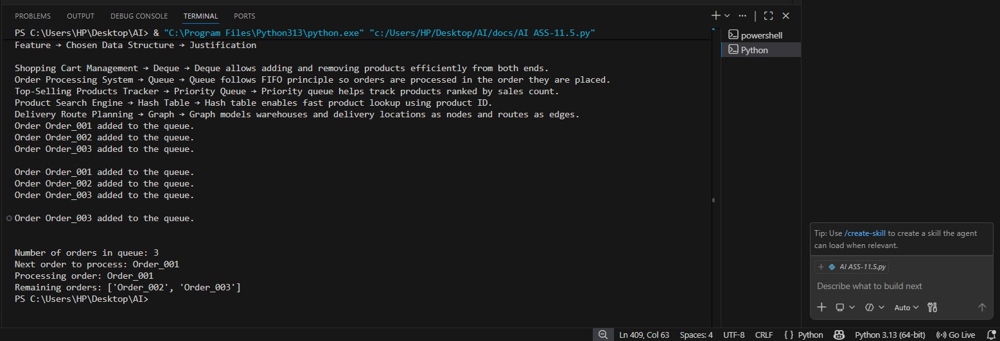 PROBLEMS OUTPUT DEBUG CONSOLE TERMINAL PORTS
PS C:\Users\HP\Desktop\AI> & "C:\Program Files\Python313\python.exe" "c:/Users/HP/Desktop/AI/docs/AI ASS-11.5.py"
Feature → Chosen Data Structure → Justification
Shopping Cart Management → Deque → Deque allows adding and removing products efficiently from both ends.
Order Processing System → Queue → Queue follows FIFO principle so orders are processed in the order they are placed.
Top-Selling Products Tracker → Priority Queue → Priority queue helps track products ranked by sales count.
Product Search Engine → Hash Table → Hash table enables fast product lookup using product ID.
Delivery Route Planning → Graph → Graph models warehouses and delivery locations as nodes and routes as edges.
Order Order_001 added to the queue.
Order Order_002 added to the queue.
Order Order_003 added to the queue.
Order Order_001 added to the queue.
Order Order_002 added to the queue.
Order Order_003 added to the queue.
Order Order_003 added to the queue.
Number of orders in queue: 3
Next order to process: Order_001
Processing order: Order_001
Remaining orders: ['Order_002', 'Order_003']
PS C:\Users\HP\Desktop\AI>
powershell
Python
Tip: Use /create-skill to create a skill the agent
can load when relevant.
AI ASS-11.5.py
Describe what to build next
Auto
Ln 409, Col 63 Spaces: 4 UTF-8 CRLF { } Python Python 3.13 (64-bit) Go Live